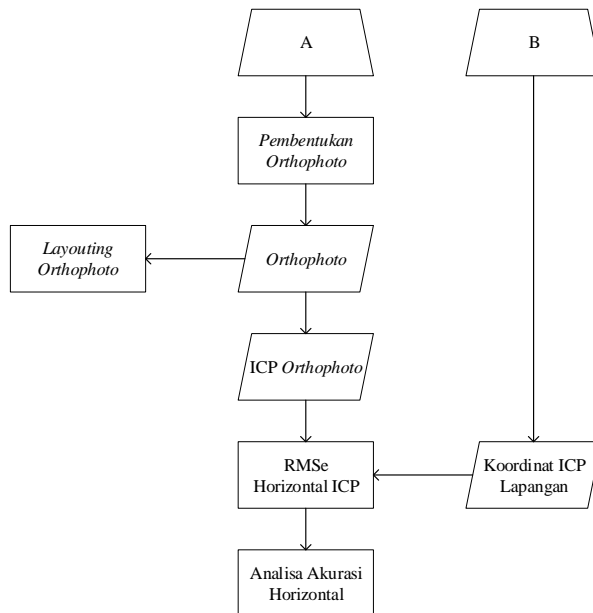 A
B
Pembentukan
Orthophoto
Layouting
Orthophoto
Orthophoto
ICP Orthophoto
RMSe
Horizontal ICP
Koordinat ICP
Lapangan
Analisa Akurasi
Horizontal